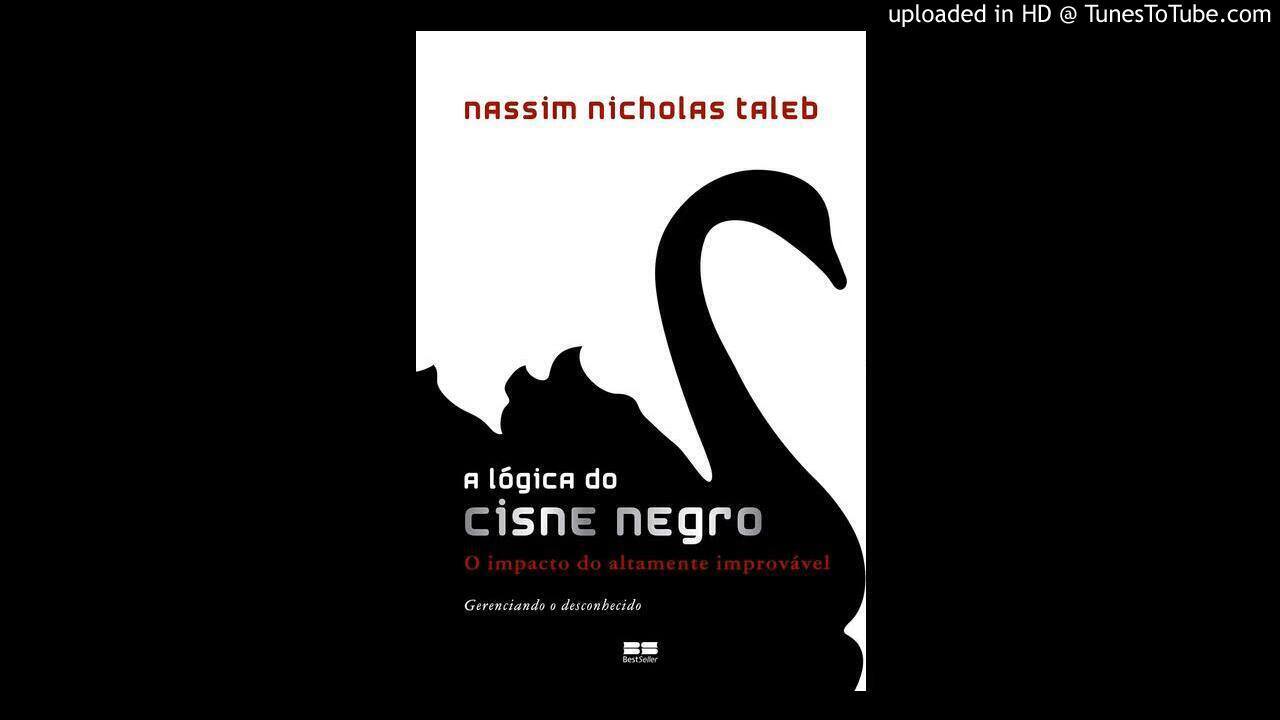 uploaded in HD @ TunesToTube.com
nassim nicholas taleb
a lógica do
cisne negro
O impacto do altamente improvável
Gerenciando o desconhecido
BS
BestSeller